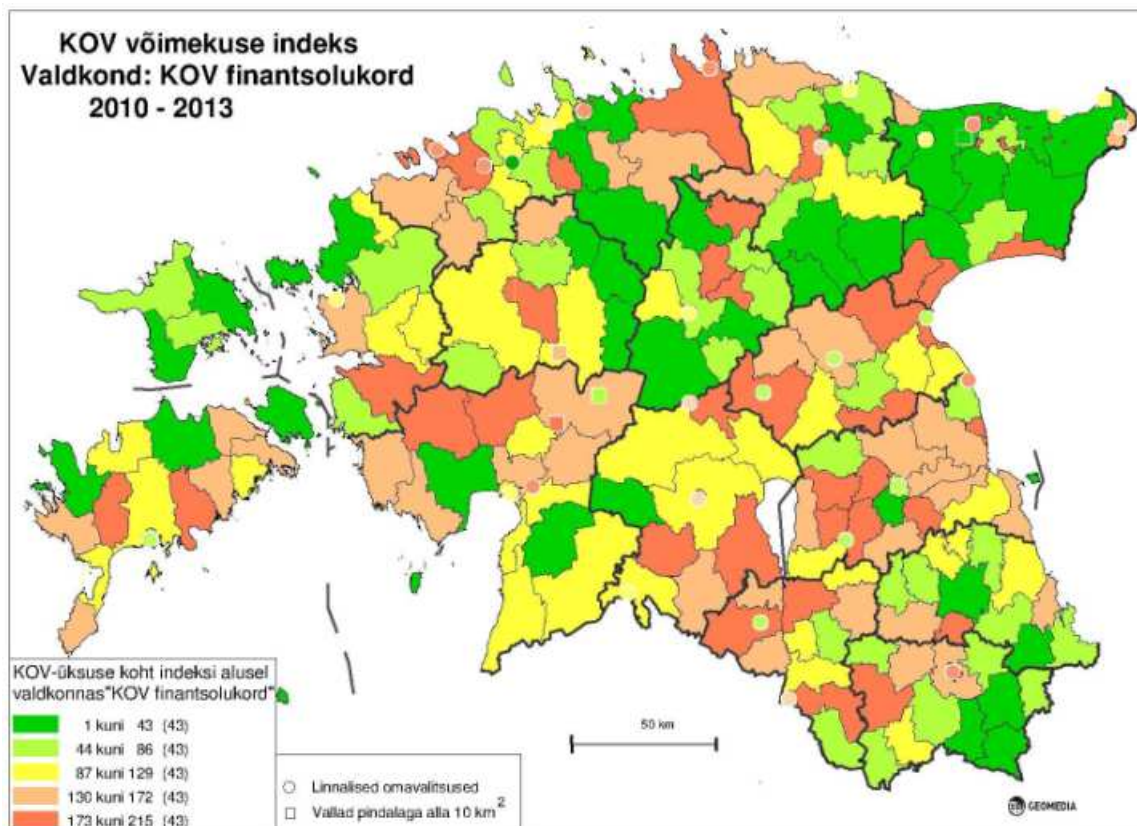 KOV võimekuse indeks
Valdkond: KOV finantsolukord
2010 - 2013
KOV-üksuse koht indeksi alusel
valdkonnas"KOV finantsolukord"
1 kuni 43 (43)
44 kuni 86 (43)
87 kuni 129 (43)
130 kuni 172 (43)
173 kuni 215 (43)
Linnalised omavalitsused
Vallad pindalaga alla 10 km²
50 km
GEOMEDIA